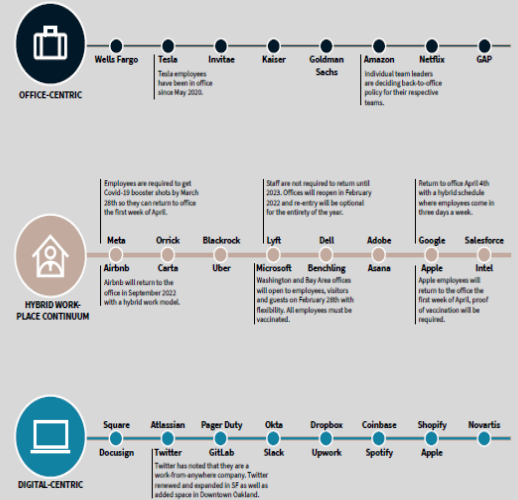 Wells Fargo Tesla Invitae Kaiser Goldman Sachs Amazon Netflix GAP
Tesla employees
have been in office
since May 2020.
Individual team leaders
are deciding back-to-office
policy for their respective
teams.
OFFICE-CENTRIC
Employees are required to get
Covid-19 booster shots by March
28th so they can return to office
the first week of April.
Staff are not required to return until
2023. Offices will reopen in February
2022 and re-entry will be optional
for the entirety of the year.
Return to office April 4th
with a hybrid schedule
where employees come in
three days a week.
Meta Orrick Blackrock Lyft Dell Adobe Google Salesforce
Airbnb Carta Uber Microsoft Benchling Asana Apple Intel
Airbnb will return to the
office in September 2022
with a hybrid work model.
Washington and Bay Area offices
will open to employees, visitors
and guests on February 28th with
flexibility. All employees must be
vaccinated.
Apple employees will
return to the office the
first week of April, proof
of vaccination will be
required.
HYBRID WORK-
PLACE CONTINUUM
Square Atlassian Pager Duty Okta Dropbox Coinbase Shopify Novartis
Docusign Twitter GitLab Slack Upwork Spotify Apple
Twitter has noted that they are a
work-from-anywhere company. Twitter
renewed and expanded in SF as well as
added space in Downtown Oakland.
DIGITAL-CENTRIC